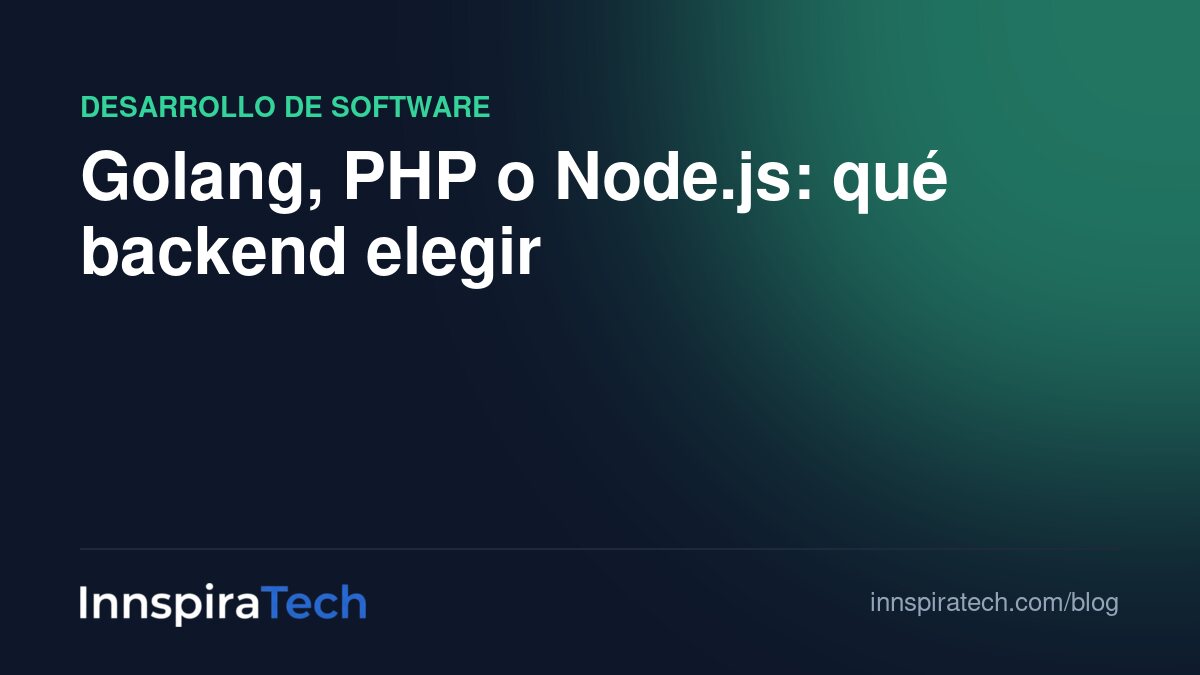 DESARROLLO DE SOFTWARE
Golang, PHP o Node.js: qué
backend elegir
InnspiraTech
innspiratech.com/blog